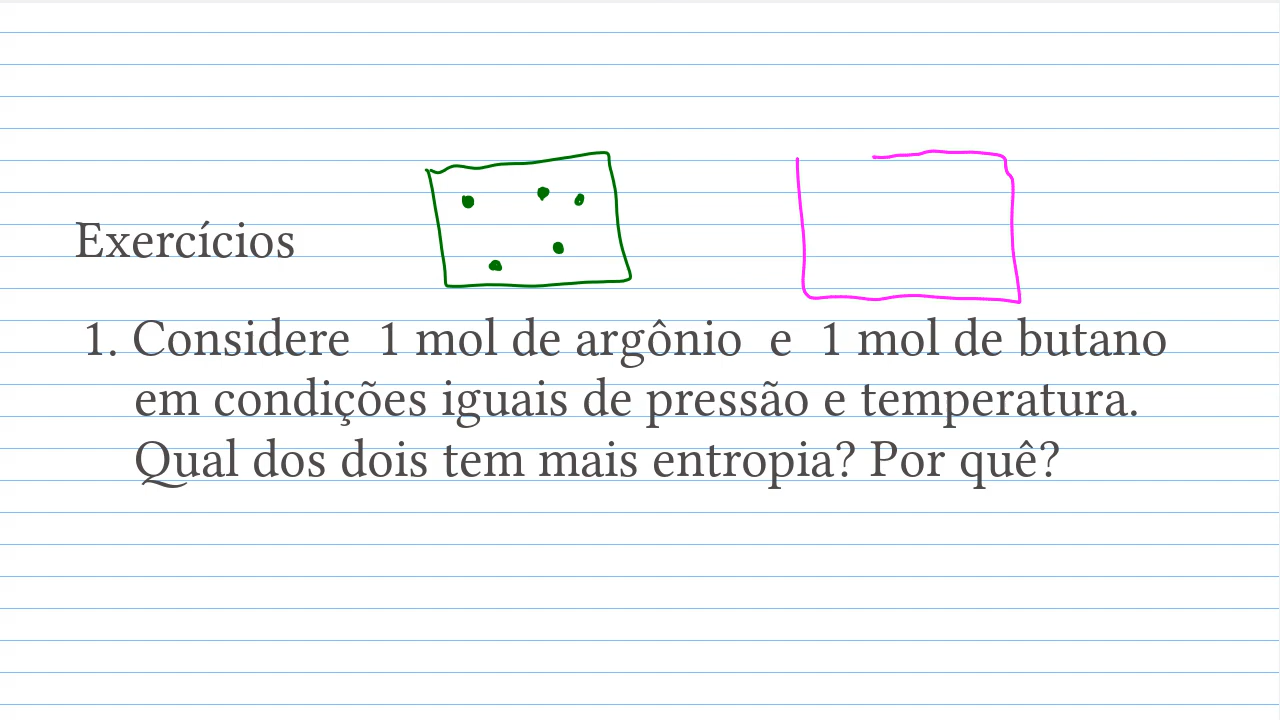 Exercícios
1. Considere 1 mol de argônio e 1 mol de butano
em condições iguais de pressão e temperatura.
Qual dos dois tem mais entropia? Por quê?